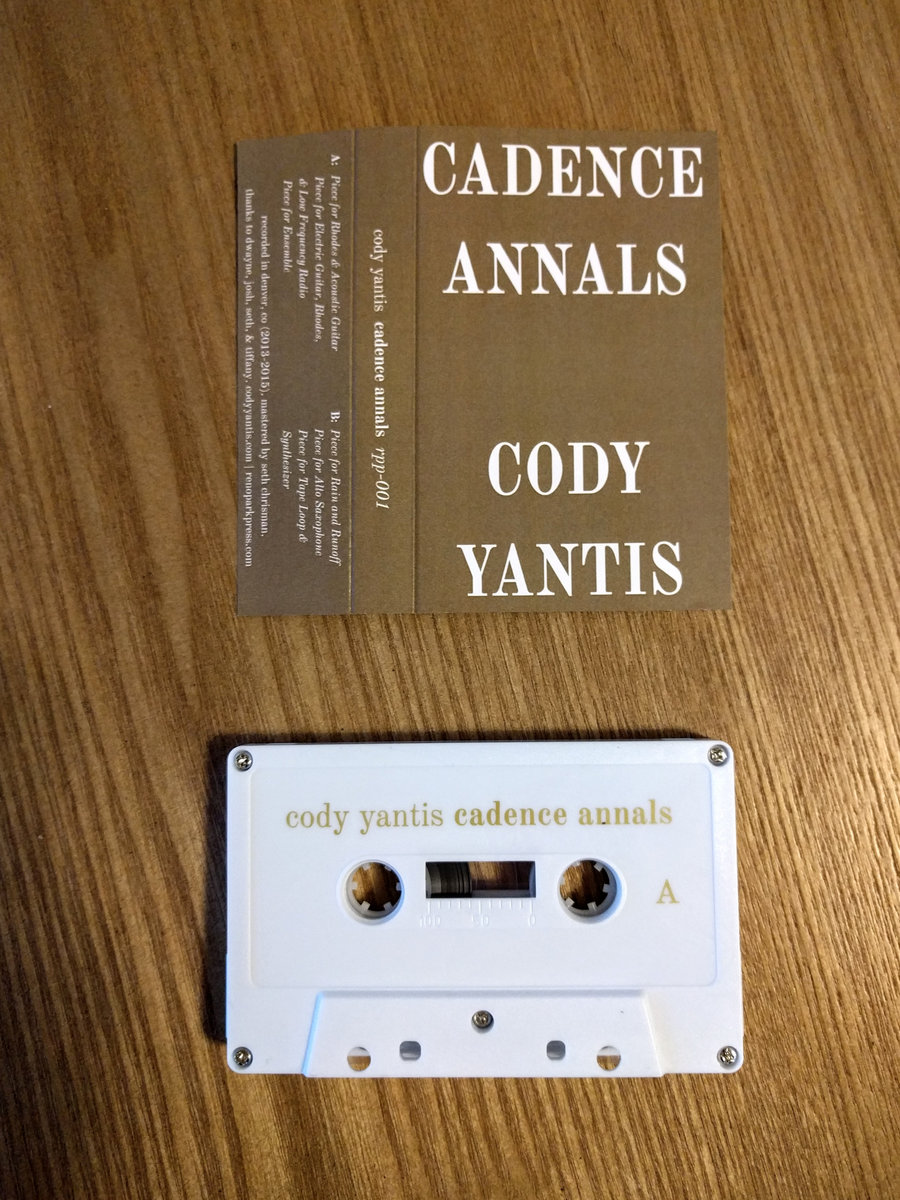 CADENCE
ANNALS
CODY
YANTIS
cody yantis cadence annals rpp-001
A: Piece for Rhodes & Acoustic Guitar
Piece for Electric Guitar, Rhodes,
& Low Frequency Radio
Piece for Ensemble
B: Piece for Rain and Runoff
Piece for Alto Saxophone
Piece for Tape Loop &
Synthesizer
recorded in denver, co (2013-2015). mastered by seth chrisman.
thanks to dwayne, josh, seth, & tiffany. codyyantis.com | renoparkpress.com
cody yantis cadence annals
A
100 50 0